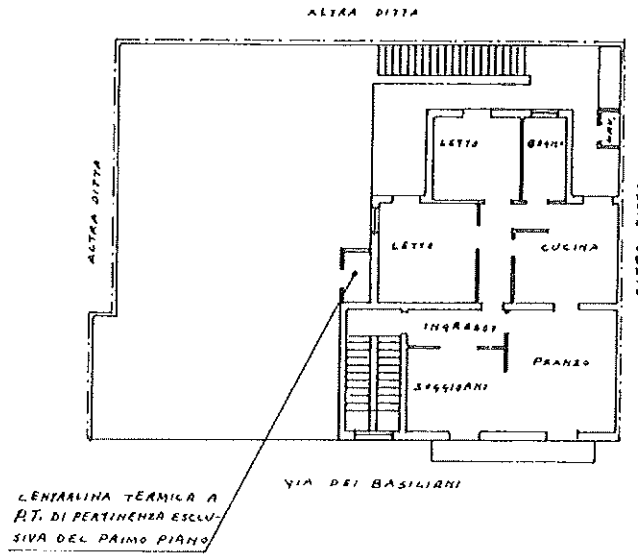 ALTRA DITTA
ALTRA DITTA
LETTO
BAGNO
LAV.
LETTO
CUCINA
INGRESSO
PRANZO
SOGGIORNO
VIA DEI BASILIANI
CENTRALINA TERMICA A
P.T. DI PERTINENZA ESCLU-
SIVA DEL PRIMO PIANO